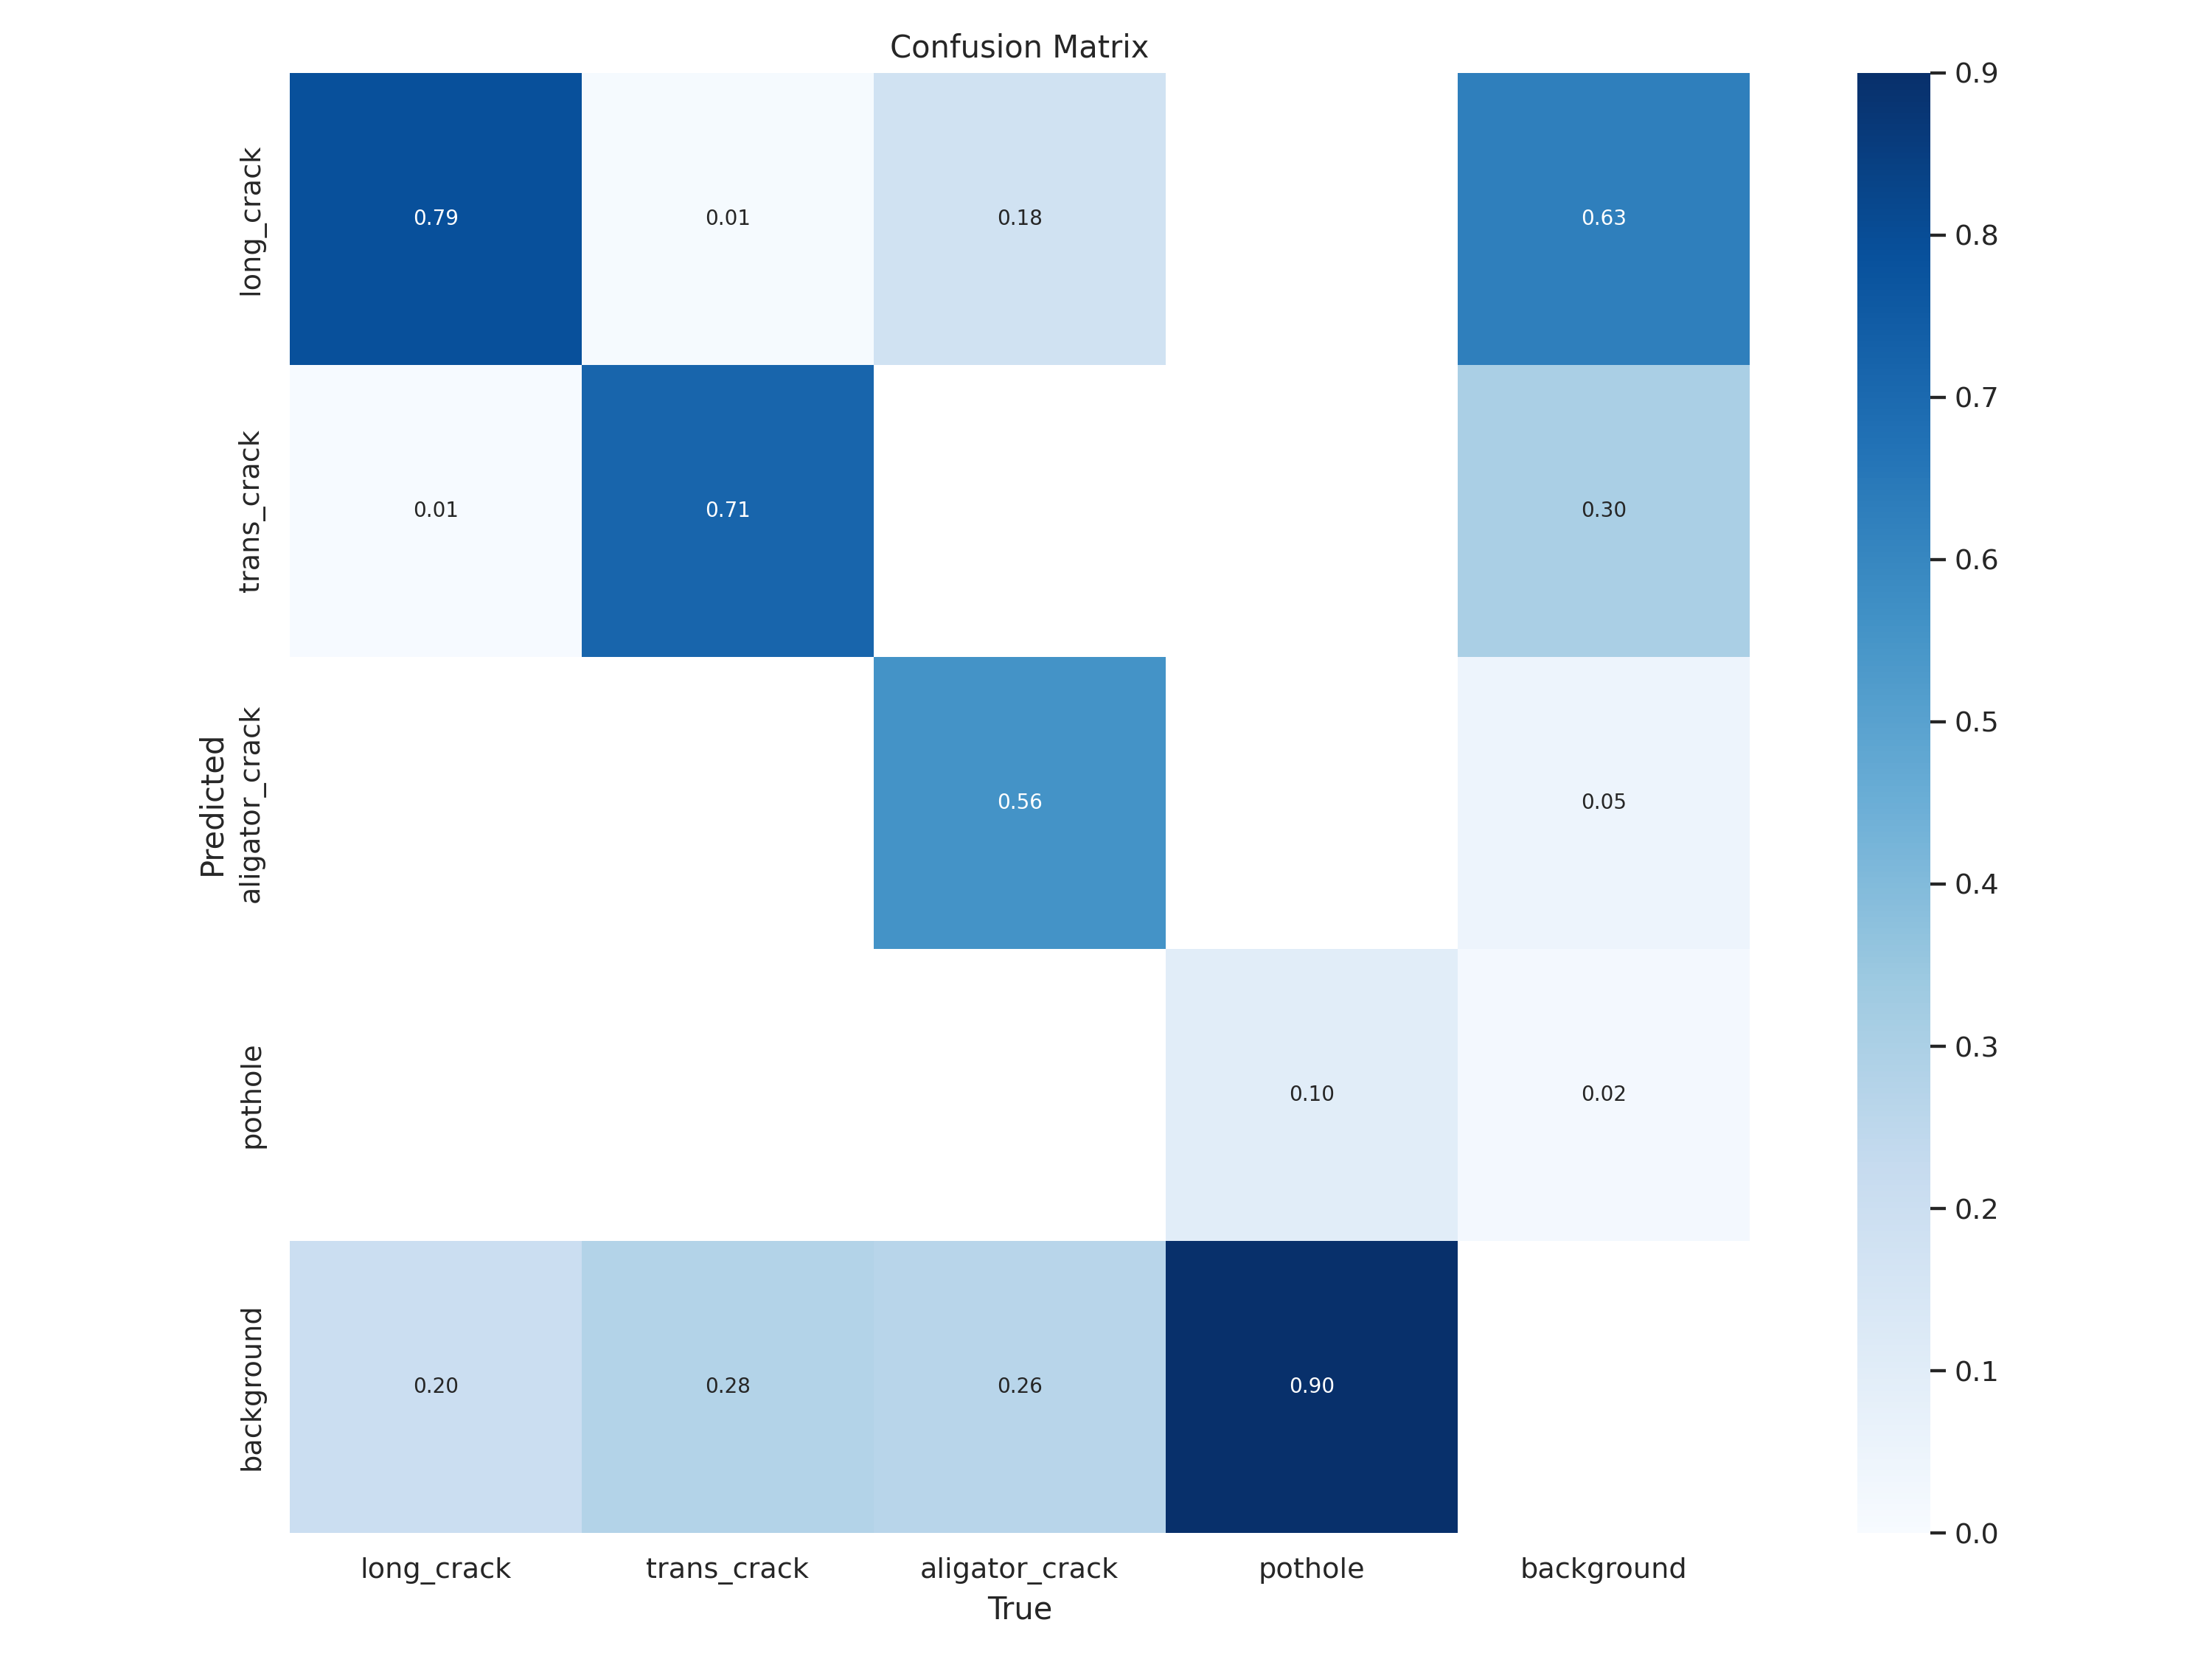 Confusion Matrix
long_crack
0.79
0.01
0.18
0.63
trans_crack
0.01
0.71
0.30
Predicted
aligator_crack
0.56
0.05
pothole
0.10
0.02
background
0.20
0.28
0.26
0.90
long_crack
trans_crack
aligator_crack
pothole
background
True
0.9
0.8
0.7
0.6
0.5
0.4
0.3
0.2
0.1
0.0